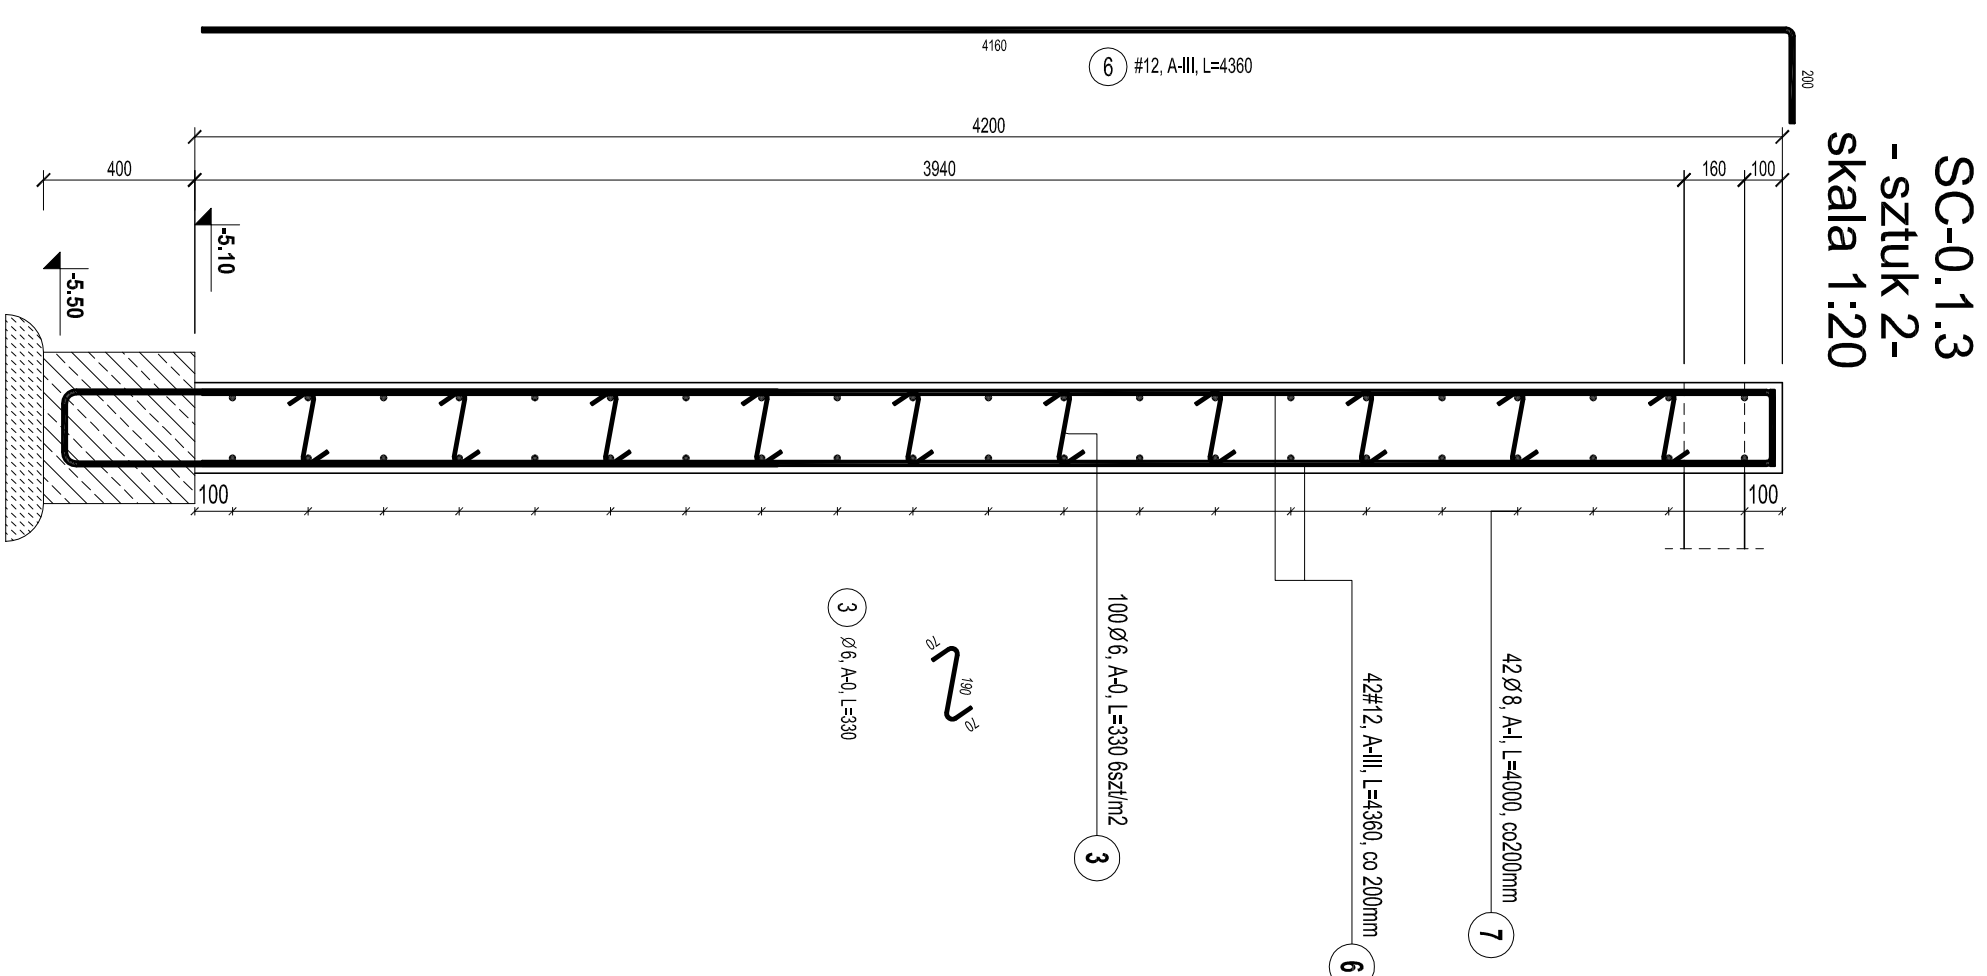 SC-0.1.3
- sztuk 2-
skala 1:20
4160
6 #12, A-III, L=4360
200
4200
400
3940
160
100
-5.10
-5.50
100
100
3 Ø6, A-0, L=330
70
190
70
100Ø6, A-0, L=330 6szt/m2
3
42#12, A-III, L=4360, co 200mm
6
42Ø8, A-I, L=4000, co200mm
7